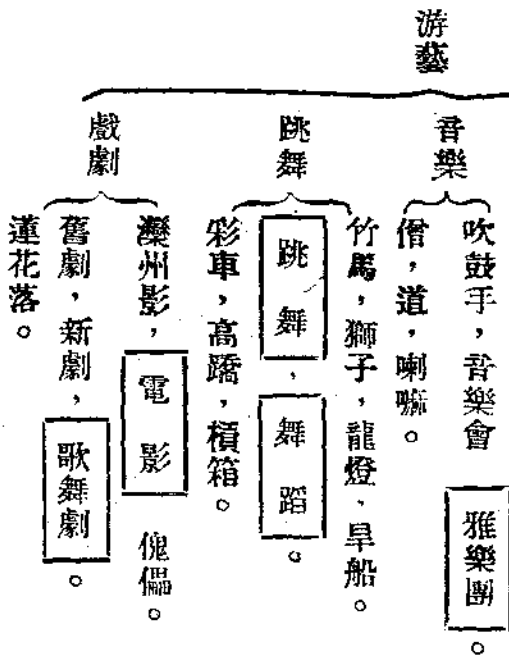 游藝
音樂
吹鼓手，音樂會　雅樂團。
僧，道，喇嘛。
跳舞
竹馬，獅子，龍燈，旱船。
跳舞，舞蹈。
彩車，高蹻，槓箱。
戲劇
灤州影，電影　傀儡。
舊劇，新劇，歌舞劇。
蓮花落。